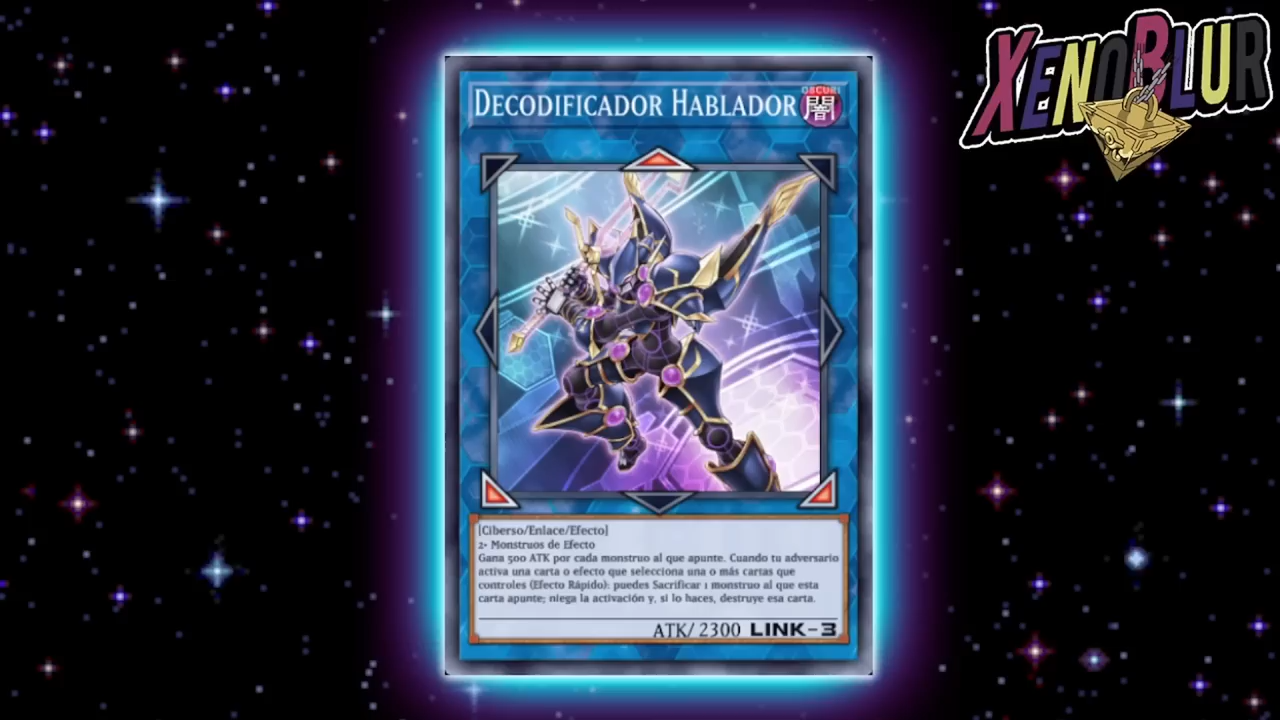 XENOBLUR
DECODIFICADOR HABLADOR
OSCURI
闇
[Ciberso/Enlace/Efecto]
2+ Monstruos de Efecto
Gana 500 ATK por cada monstruo al que apunte. Cuando tu adversario
activa una carta o efecto que selecciona una o más cartas que
controles (Efecto Rápido): puedes Sacrificar 1 monstruo al que esta
carta apunte; niega la activación y, si lo haces, destruye esa carta.
ATK/2300 LINK-3